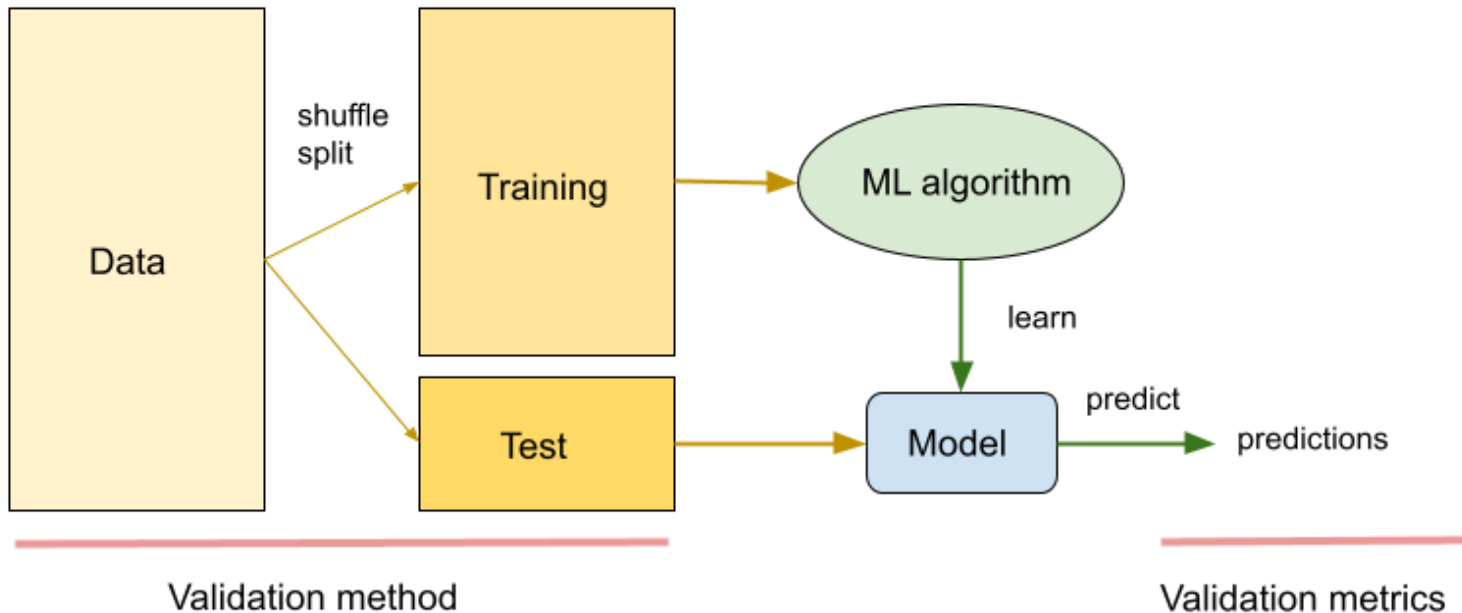 Data
shuffle
split
Training
Test
ML algorithm
learn
Model
predict
predictions
Validation method
Validation metrics